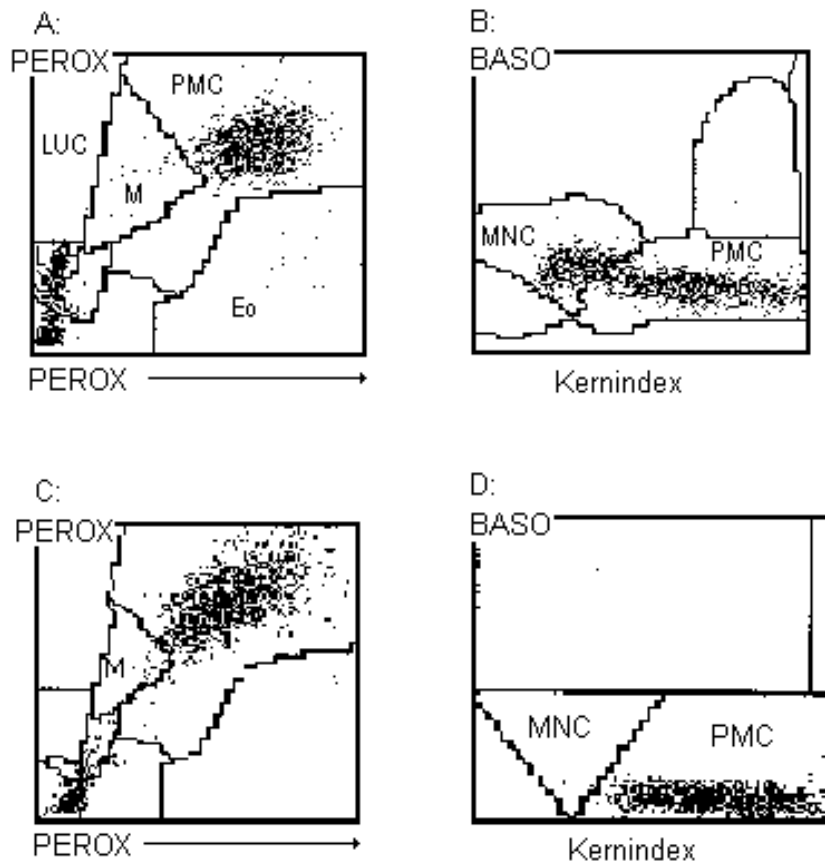 A:
PEROX
PMC
LUC
M
L
Eo
PEROX
B:
BASO
MNC
PMC
Kernindex
C:
PEROX
M
PEROX
D:
BASO
MNC
PMC
Kernindex